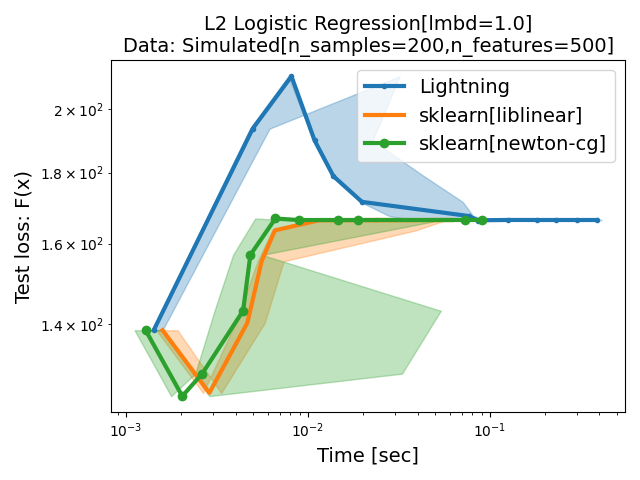 L2 Logistic Regression[lmbd=1.0]
Data: Simulated[n_samples=200,n_features=500]
Test loss: F(x)
2 × 10²
1.8 × 10²
1.6 × 10²
1.4 × 10²
Lightning
sklearn[liblinear]
sklearn[newton-cg]
10⁻³ 10⁻² 10⁻¹
Time [sec]